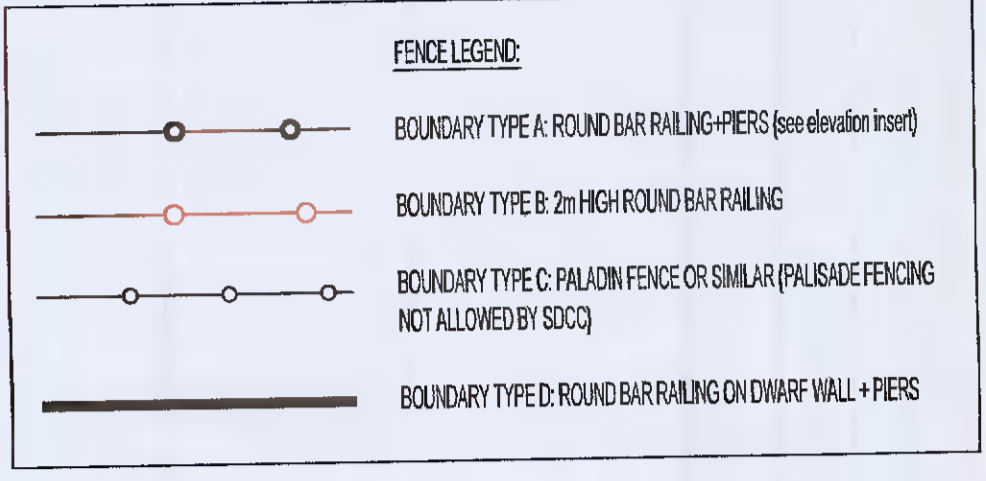 FENCE LEGEND:
BOUNDARY TYPE A: ROUND BAR RAILING+PIERS (see elevation insert)
BOUNDARY TYPE B: 2m HIGH ROUND BAR RAILING
BOUNDARY TYPE C: PALADIN FENCE OR SIMILAR (PALISADE FENCING
NOT ALLOWED BY SDCC)
BOUNDARY TYPE D: ROUND BAR RAILING ON DWARF WALL + PIERS